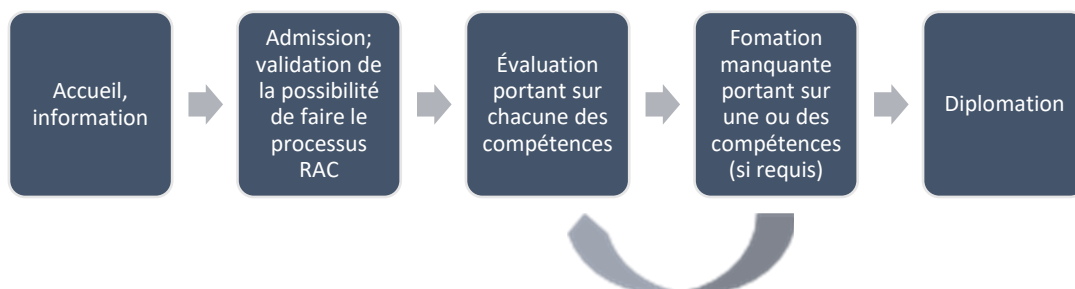 Accueil,
information
Admission;
validation de
la possibilité
de faire le
processus
RAC
Évaluation
portant sur
chacune des
compétences
Fomation
manquante
portant sur
une ou des
compétences
(si requis)
Diplomation